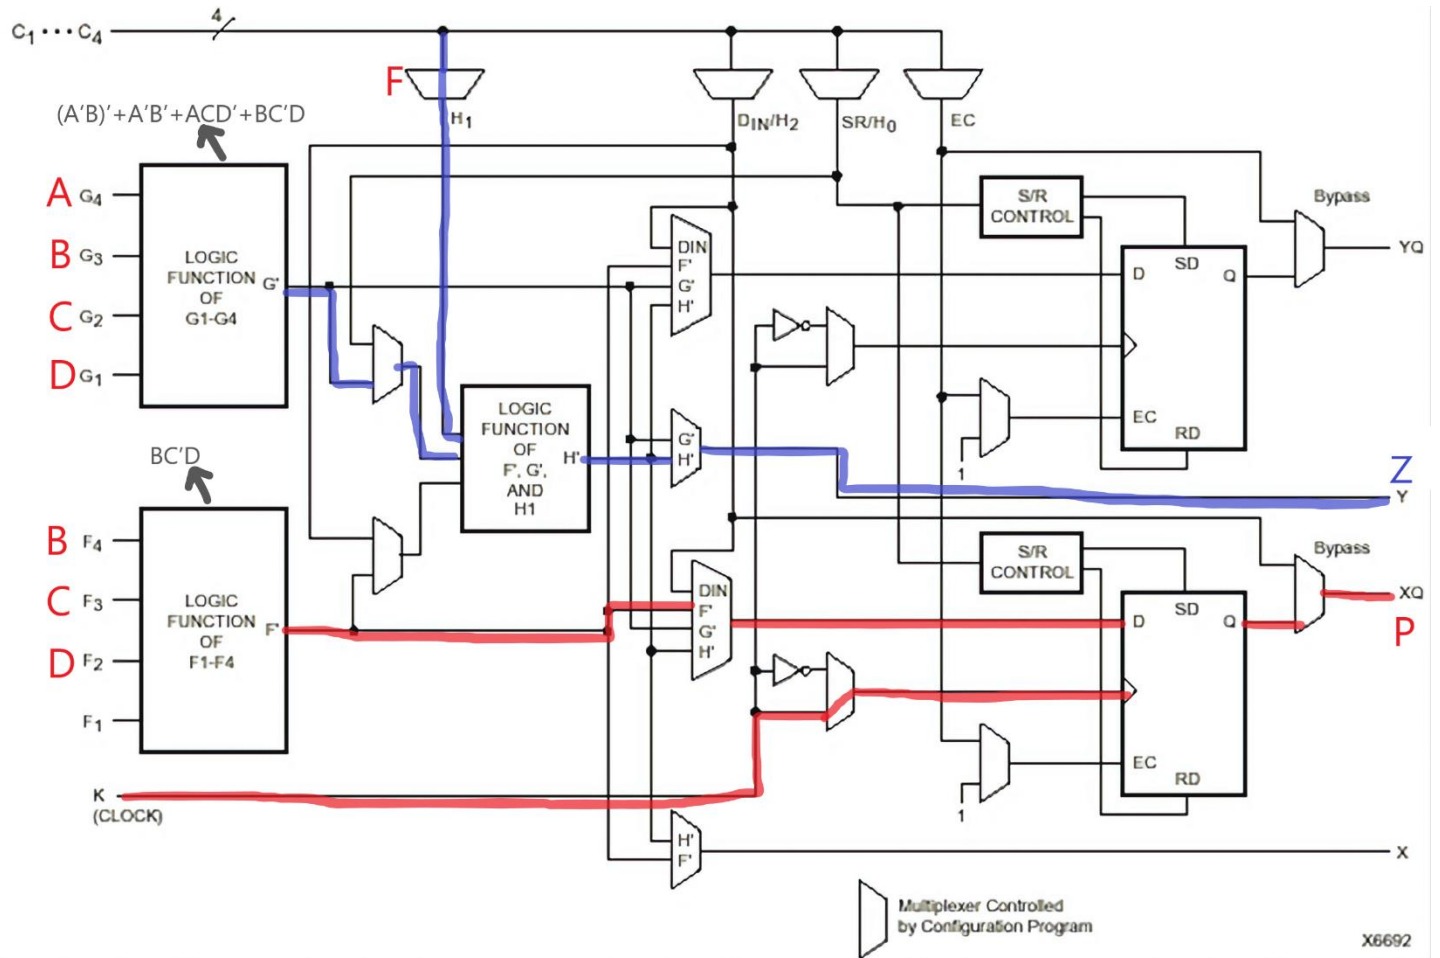 C1 ••• C4
4
F
H1
DIN/H2
SR/H0
EC
(A'B)'+A'B'+ACD'+BC'D
A G4
B G3
C G2
D G1
LOGIC
FUNCTION
OF
G1-G4
G'
S/R
CONTROL
Bypass
DIN
F'
G'
H'
D
SD
Q
EC
RD
1
YQ
LOGIC
FUNCTION
OF
F', G',
AND
H1
H'
G'
H'
Z
Y
BC'D
B F4
C F3
D F2
F1
LOGIC
FUNCTION
OF
F1-F4
F'
S/R
CONTROL
Bypass
DIN
F'
G'
H'
D
SD
Q
EC
RD
1
XQ
P
K
(CLOCK)
H'
F'
X
Multiplexer Controlled
by Configuration Program
X6692